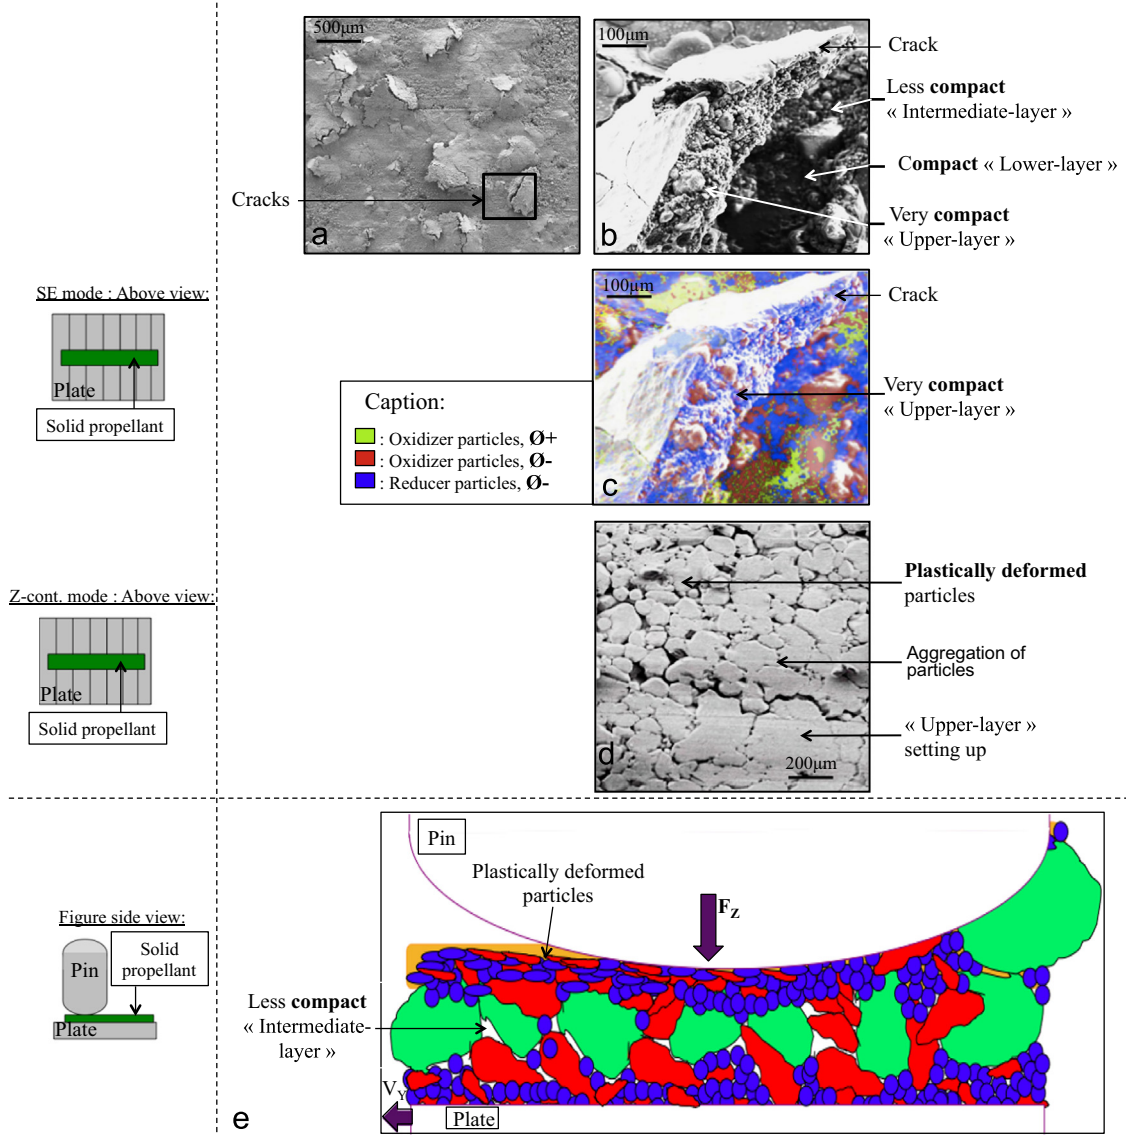 500µm
a
Cracks
100µm
b
Crack
Less compact
« Intermediate-layer »
Compact « Lower-layer »
Very compact
« Upper-layer »
SE mode : Above view:
Plate
Solid propellant
100µm
c
Crack
Very compact
« Upper-layer »
Caption:
: Oxidizer particles, Ø+
: Oxidizer particles, Ø-
: Reducer particles, Ø-
Z-cont. mode : Above view:
Plate
Solid propellant
d
200µm
Plastically deformed
particles
Aggregation of
particles
« Upper-layer »
setting up
Figure side view:
Pin
Solid
propellant
Plate
Pin
Plastically deformed
particles
FZ
Less compact
« Intermediate-
layer »
VY
Plate
e